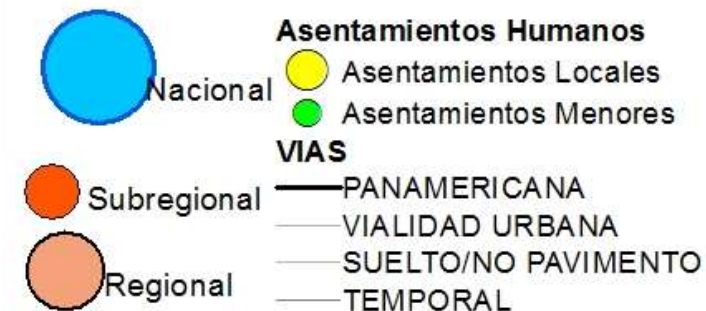 Nacional
Subregional
Regional
Asentamientos Humanos
Asentamientos Locales
Asentamientos Menores
VIAS
PANAMERICANA
VIALIDAD URBANA
SUELTO/NO PAVIMENTO
TEMPORAL